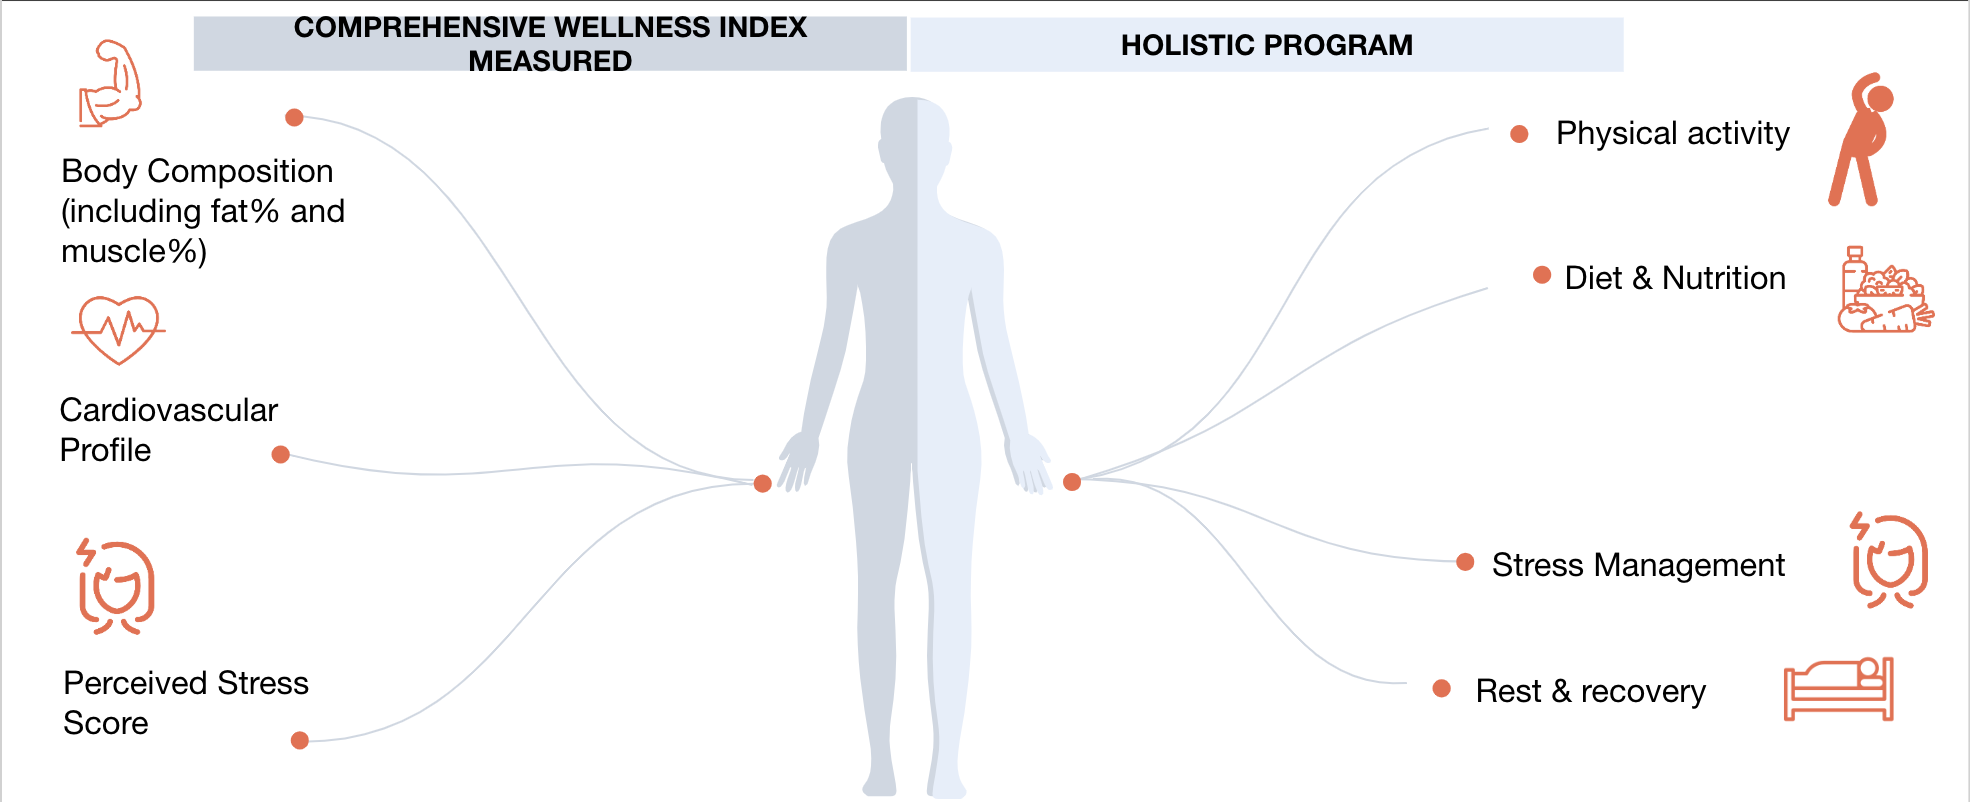 COMPREHENSIVE WELLNESS INDEX
MEASURED
HOLISTIC PROGRAM
Body Composition
(including fat% and
muscle%)
Cardiovascular
Profile
Perceived Stress
Score
Physical activity
Diet & Nutrition
Stress Management
Rest & recovery